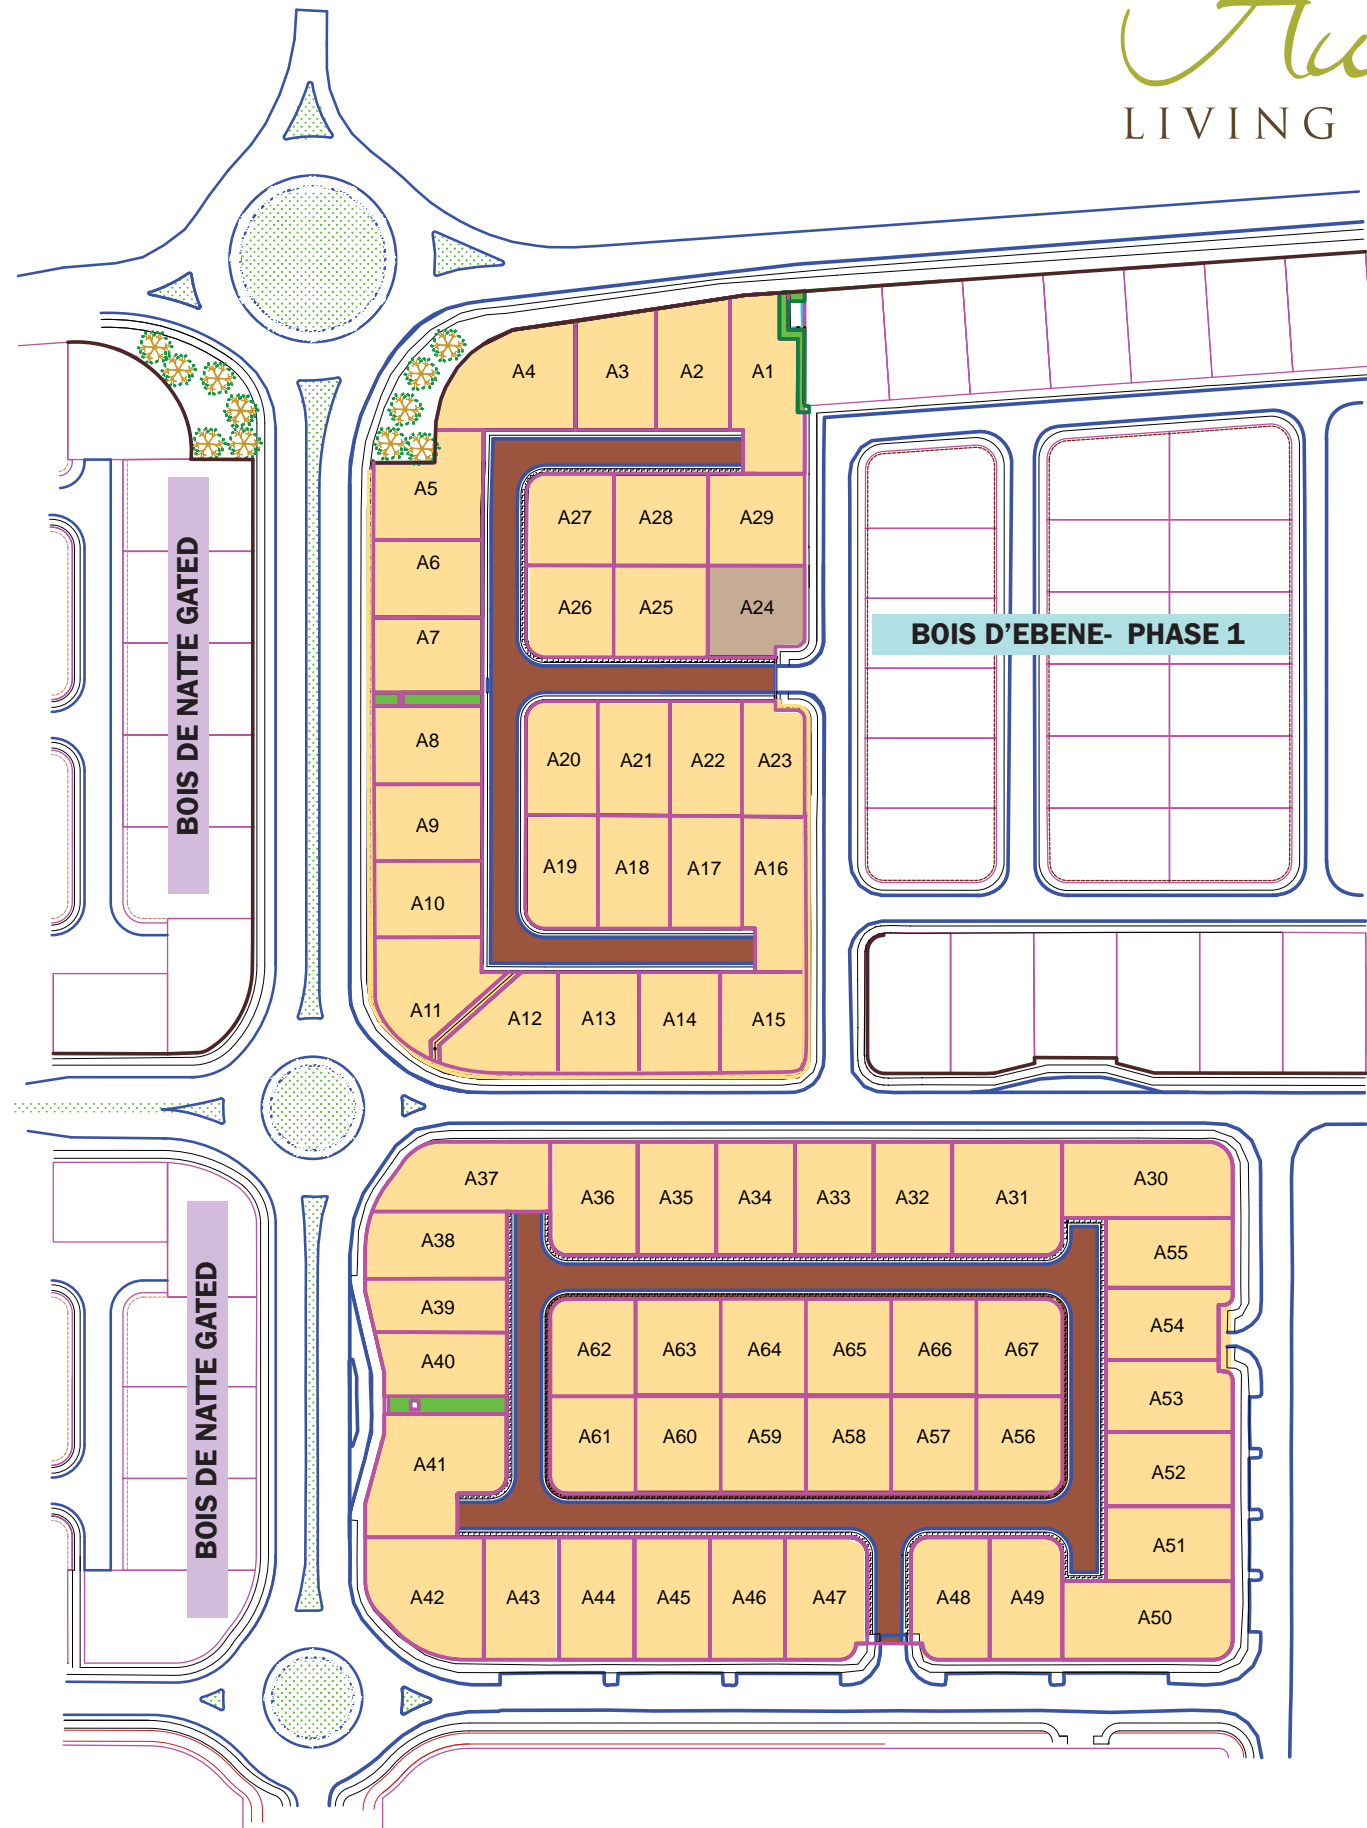 LIVING
A4 A3 A2 A1
A5
A27 A28 A29
A6
A26 A25 A24
A7
BOIS DE NATTE GATED
BOIS D'EBENE- PHASE 1
A8
A20 A21 A22 A23
A9
A19 A18 A17 A16
A10
A11 A12 A13 A14 A15
A37 A36 A35 A34 A33 A32 A31 A30
A38
A55
A39
A54
A40
A62 A63 A64 A65 A66 A67
A53
A61 A60 A59 A58 A57 A56
A41
A52
BOIS DE NATTE GATED
A51
A42 A43 A44 A45 A46 A47 A48 A49
A50